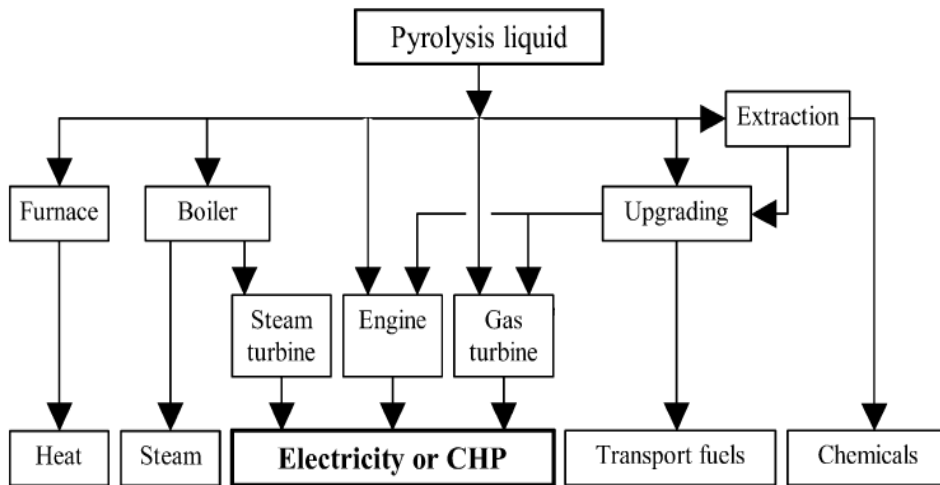 Pyrolysis liquid
Extraction
Furnace
Boiler
Upgrading
Steam
turbine
Engine
Gas
turbine
Heat
Steam
Electricity or CHP
Transport fuels
Chemicals